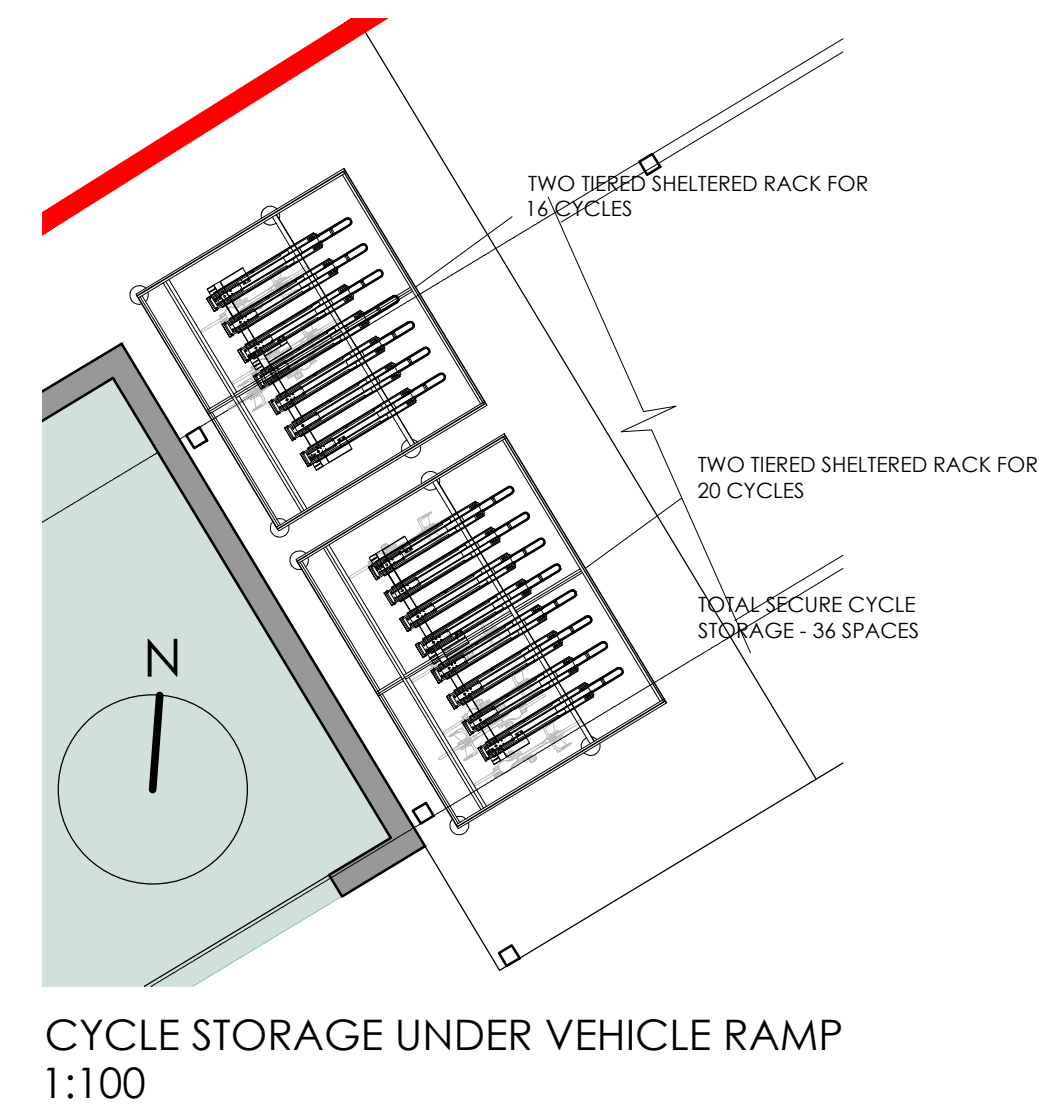 TWO TIERED SHELTERED RACK FOR
16 CYCLES
TWO TIERED SHELTERED RACK FOR
20 CYCLES
TOTAL SECURE CYCLE
STORAGE - 36 SPACES
N
CYCLE STORAGE UNDER VEHICLE RAMP
1:100